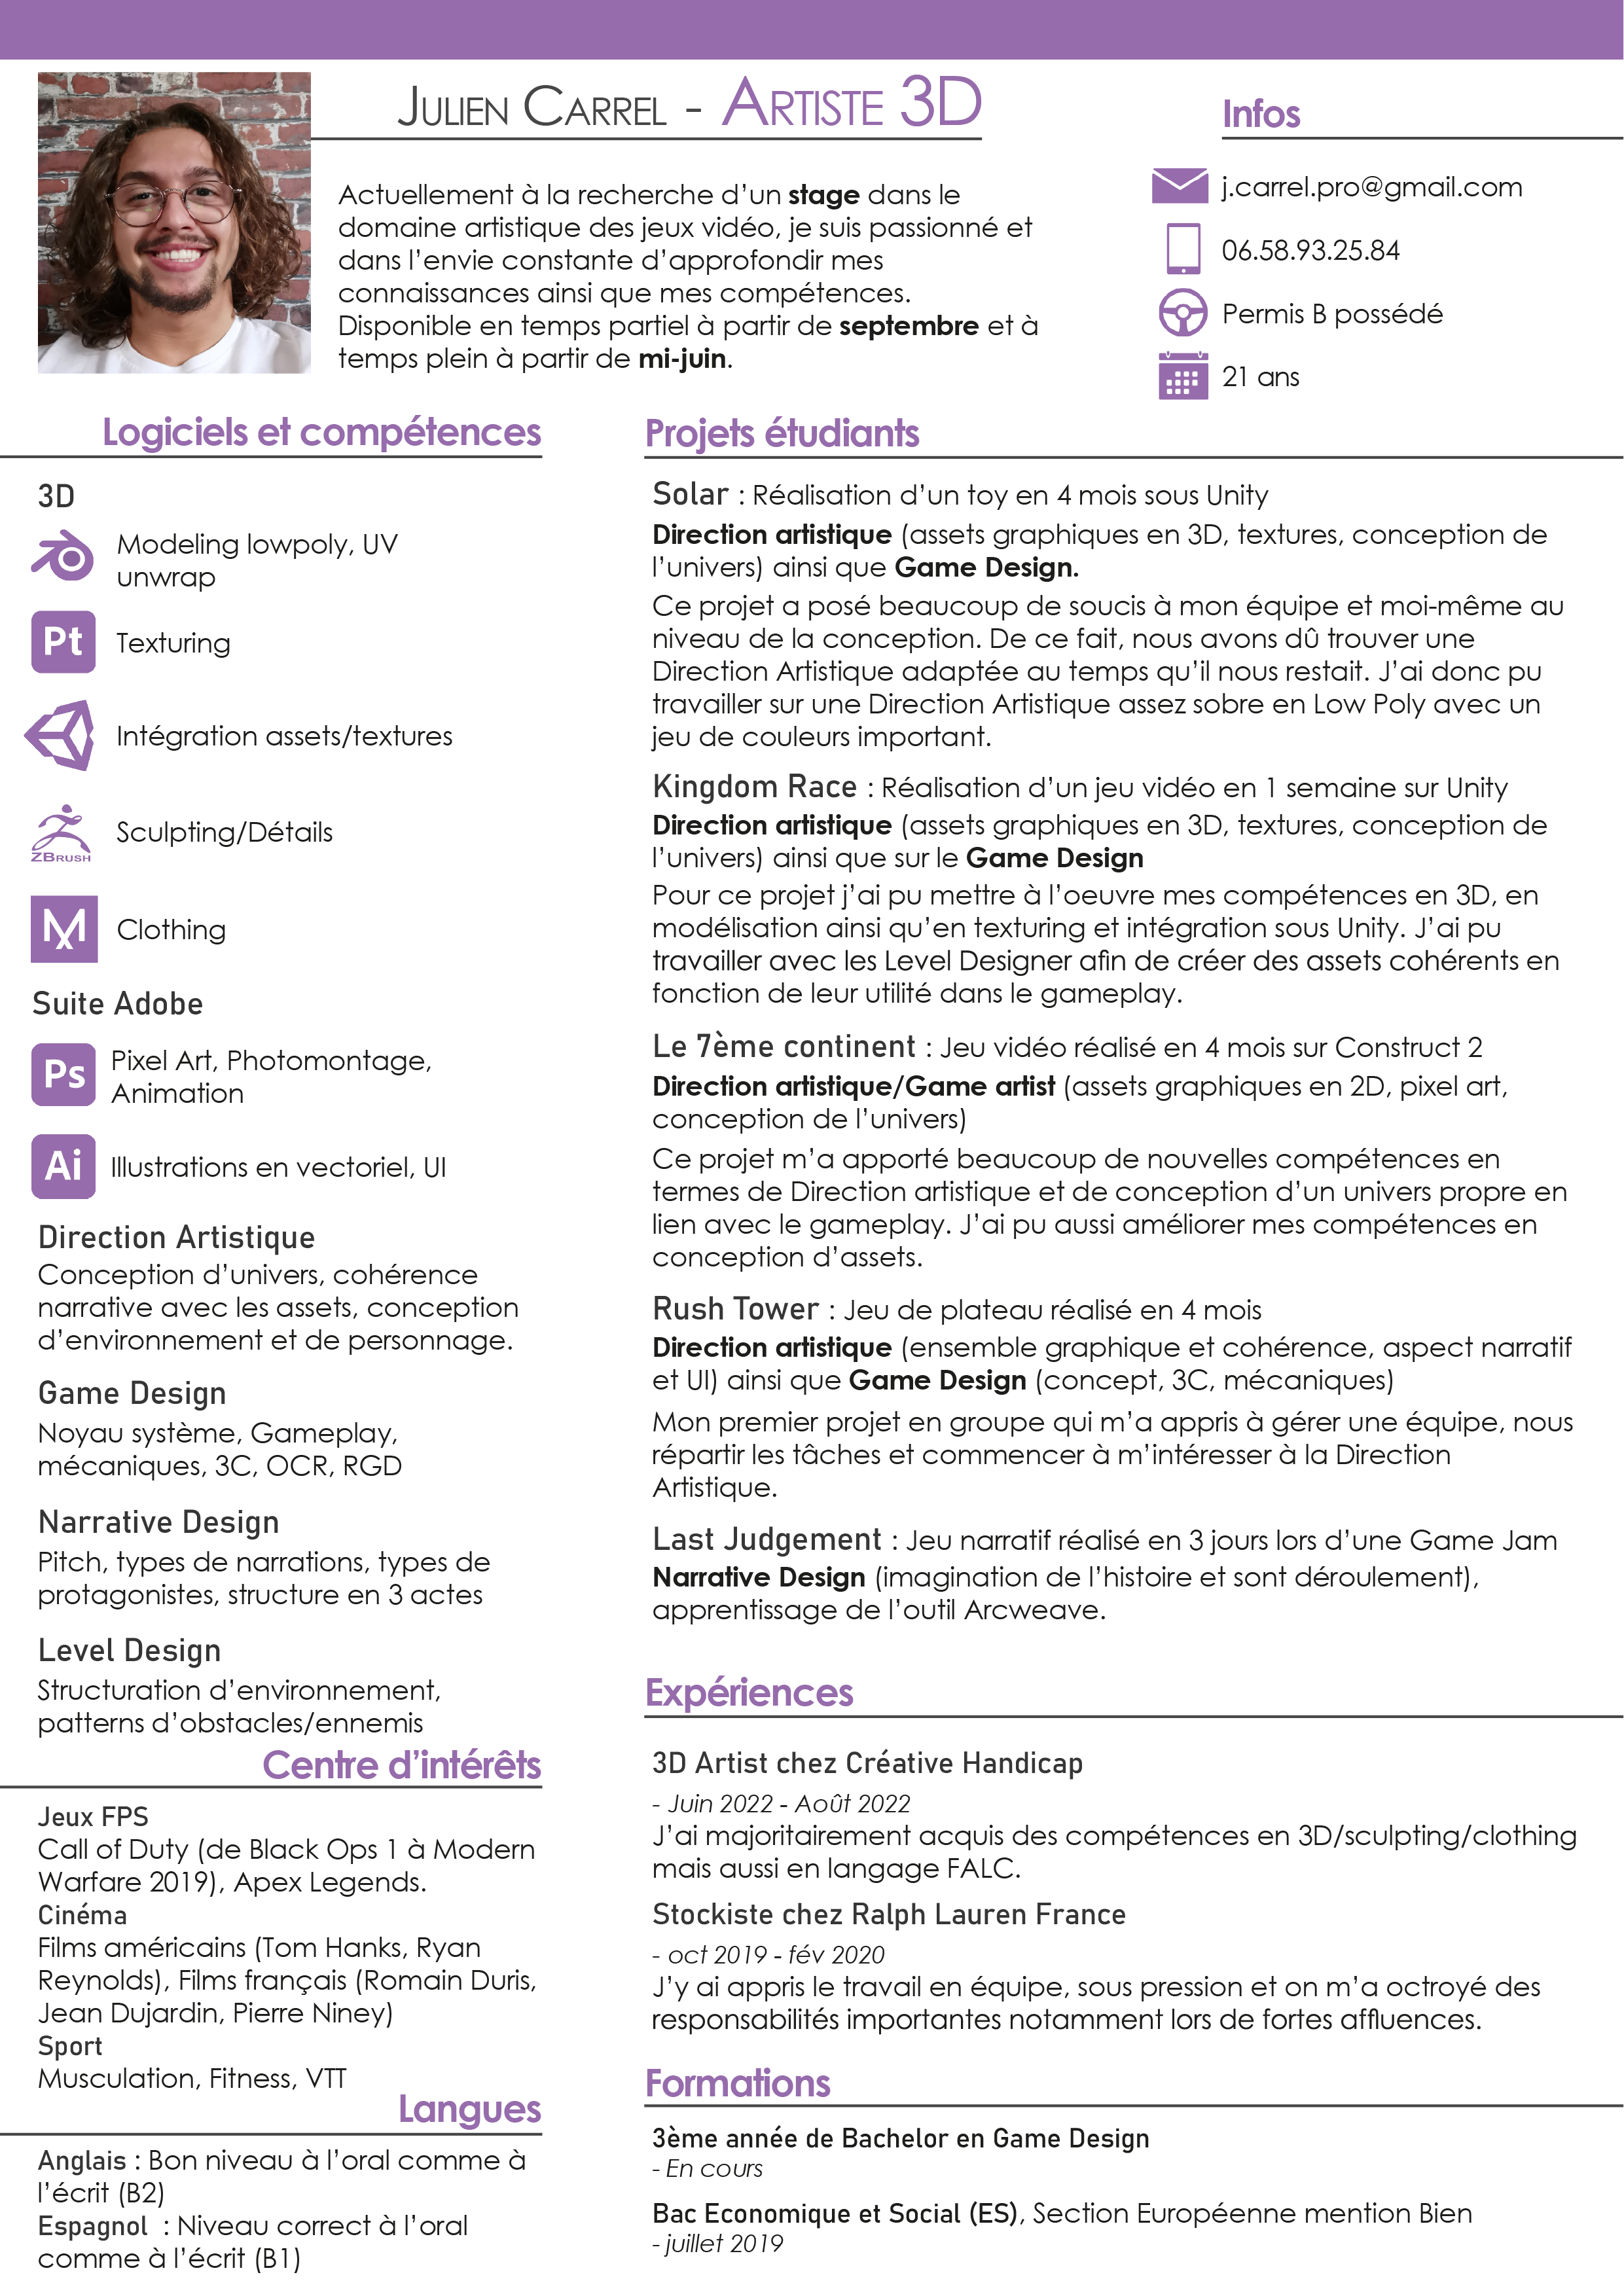 Julien Carrel - Artiste 3D
Actuellement à la recherche d’un stage dans le
domaine artistique des jeux vidéo, je suis passionné et
dans l’envie constante d’approfondir mes
connaissances ainsi que mes compétences.
Disponible en temps partiel à partir de septembre et à
temps plein à partir de mi-juin.
Infos
j.carrel.pro@gmail.com
06.58.93.25.84
Permis B possédé
21 ans
Logiciels et compétences
3D
Modeling lowpoly, UV
unwrap
Pt
Texturing
Intégration assets/textures
ZBrush
Sculpting/Détails
M
Clothing
Suite Adobe
Ps
Pixel Art, Photomontage,
Animation
Ai
Illustrations en vectoriel, UI
Direction Artistique
Conception d’univers, cohérence
narrative avec les assets, conception
d’environnement et de personnage.
Game Design
Noyau système, Gameplay,
mécaniques, 3C, OCR, RGD
Narrative Design
Pitch, types de narrations, types de
protagonistes, structure en 3 actes
Level Design
Structuration d’environnement,
patterns d’obstacles/ennemis
Centre d’intérêts
Jeux FPS
Call of Duty (de Black Ops 1 à Modern
Warfare 2019), Apex Legends.
Cinéma
Films américains (Tom Hanks, Ryan
Reynolds), Films français (Romain Duris,
Jean Dujardin, Pierre Niney)
Sport
Musculation, Fitness, VTT
Langues
Anglais : Bon niveau à l’oral comme à
l’écrit (B2)
Espagnol : Niveau correct à l’oral
comme à l’écrit (B1)
Projets étudiants
Solar : Réalisation d’un toy en 4 mois sous Unity
Direction artistique (assets graphiques en 3D, textures, conception de
l’univers) ainsi que Game Design.
Ce projet a posé beaucoup de soucis à mon équipe et moi-même au
niveau de la conception. De ce fait, nous avons dû trouver une
Direction Artistique adaptée au temps qu’il nous restait. J’ai donc pu
travailler sur une Direction Artistique assez sobre en Low Poly avec un
jeu de couleurs important.
Kingdom Race : Réalisation d’un jeu vidéo en 1 semaine sur Unity
Direction artistique (assets graphiques en 3D, textures, conception de
l’univers) ainsi que sur le Game Design
Pour ce projet j’ai pu mettre à l’oeuvre mes compétences en 3D, en
modélisation ainsi qu’en texturing et intégration sous Unity. J’ai pu
travailler avec les Level Designer afin de créer des assets cohérents en
fonction de leur utilité dans le gameplay.
Le 7ème continent : Jeu vidéo réalisé en 4 mois sur Construct 2
Direction artistique/Game artist (assets graphiques en 2D, pixel art,
conception de l’univers)
Ce projet m’a apporté beaucoup de nouvelles compétences en
termes de Direction artistique et de conception d’un univers propre en
lien avec le gameplay. J’ai pu aussi améliorer mes compétences en
conception d’assets.
Rush Tower : Jeu de plateau réalisé en 4 mois
Direction artistique (ensemble graphique et cohérence, aspect narratif
et UI) ainsi que Game Design (concept, 3C, mécaniques)
Mon premier projet en groupe qui m’a appris à gérer une équipe, nous
répartir les tâches et commencer à m’intéresser à la Direction
Artistique.
Last Judgement : Jeu narratif réalisé en 3 jours lors d’une Game Jam
Narrative Design (imagination de l’histoire et sont déroulement),
apprentissage de l’outil Arcweave.
Expériences
3D Artist chez Créative Handicap
- Juin 2022 - Août 2022
J’ai majoritairement acquis des compétences en 3D/sculpting/clothing
mais aussi en langage FALC.
Stockiste chez Ralph Lauren France
- oct 2019 - fév 2020
J’y ai appris le travail en équipe, sous pression et on m’a octroyé des
responsabilités importantes notamment lors de fortes affluences.
Formations
3ème année de Bachelor en Game Design
- En cours
Bac Economique et Social (ES), Section Européenne mention Bien
- juillet 2019